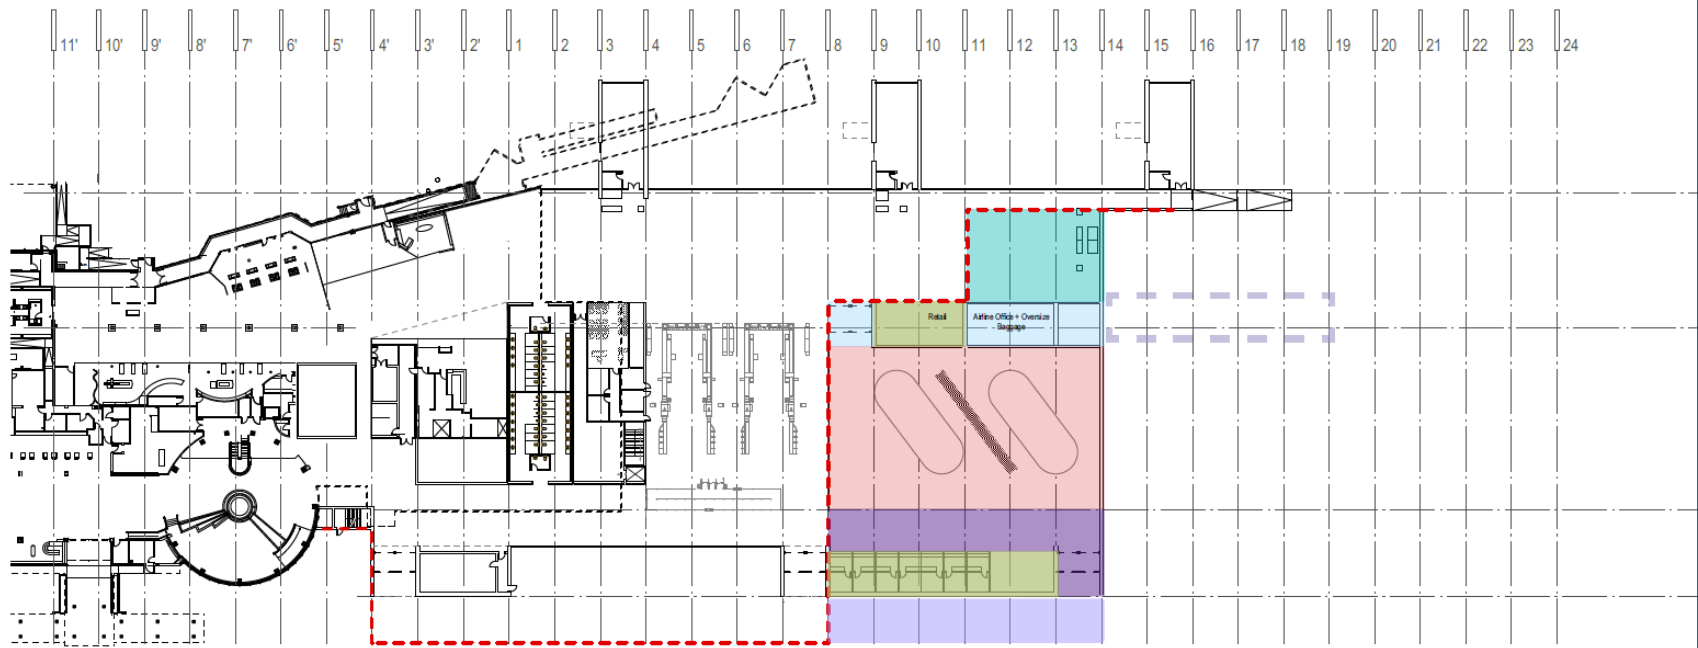 11' 10' 9' 8' 7' 6' 5' 4' 3' 2' 1 2 3 4 5 6 7 8 9 10 11 12 13 14 15 16 17 18 19 20 21 22 23 24
Retail
Airline Office + Oversize
Baggage